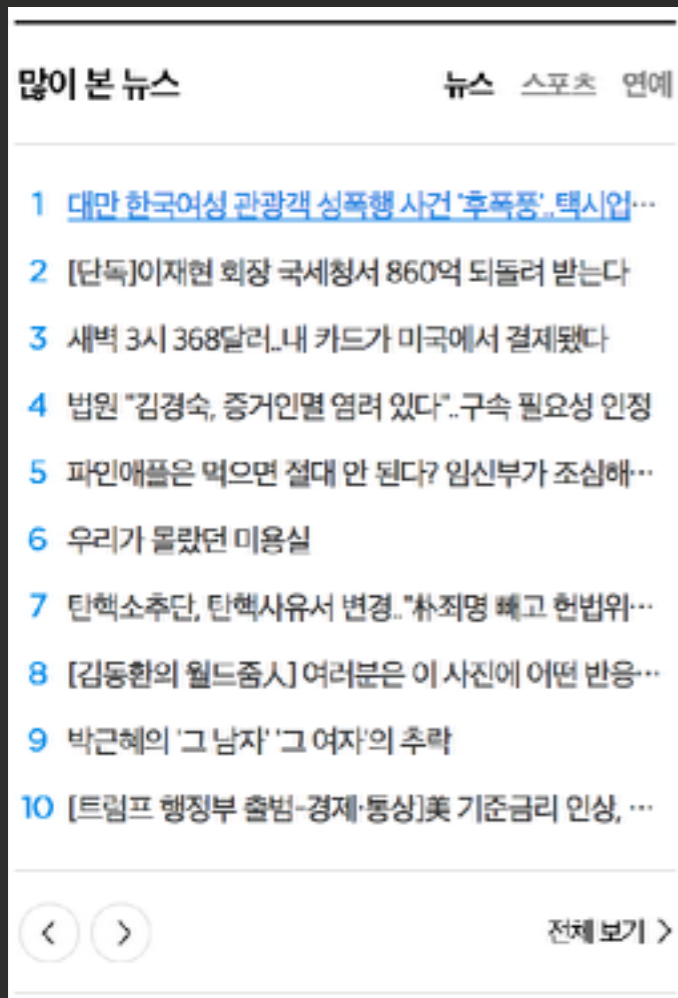 많이 본 뉴스
뉴스 스포츠 연예
1 대만 한국여성 관광객 성폭행 사건 '후폭풍'..택시업…
2 [단독]이재현 회장 국세청서 860억 되돌려 받는다
3 새벽 3시 368달러..내 카드가 미국에서 결제됐다
4 법원 "김경숙, 증거인멸 염려 있다"..구속 필요성 인정
5 파인애플은 먹으면 절대 안 된다? 임신부가 조심해…
6 우리가 몰랐던 미용실
7 탄핵소추단, 탄핵사유서 변경.."朴죄명 빼고 헌법위…
8 [김동환의 월드줌人] 여러분은 이 사진에 어떤 반응…
9 박근혜의 '그 남자' '그 여자'의 추락
10 [트럼프 행정부 출범-경제·통상]美 기준금리 인상, …
전체 보기 >